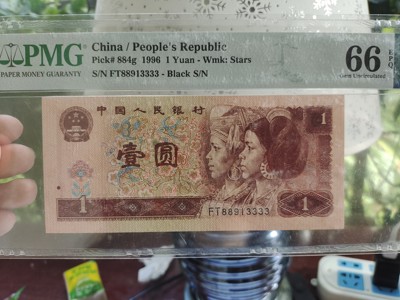 PMG
PAPER MONEY GUARANTY
China / People's Republic
Pick# 884g 1996 1 Yuan - Wmk: Stars
S/N FT88913333 - Black S/N
66 EPQ
Gem Uncirculated
中国人民银行
1
壹圆
FT88913333
1
1